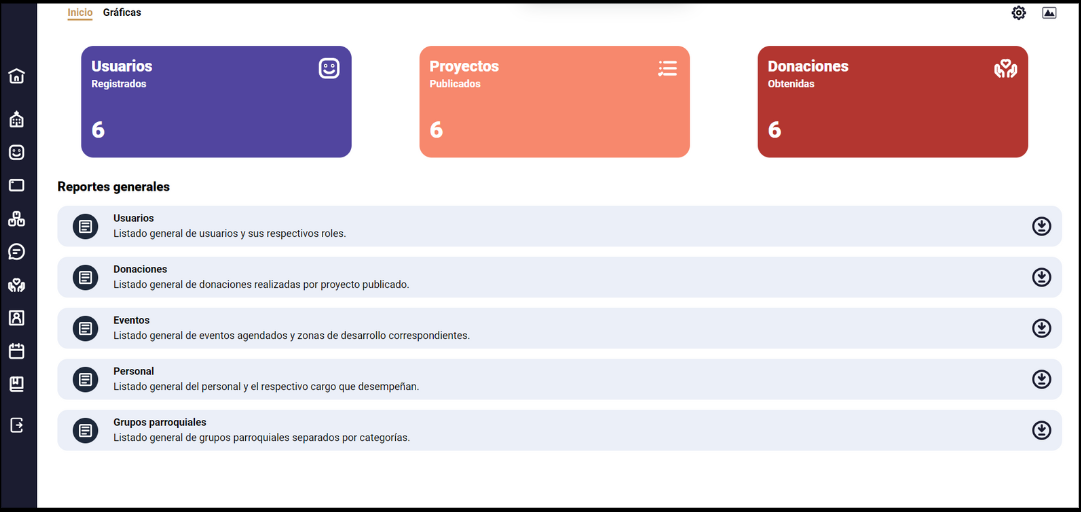 Inicio Gráficas
Usuarios
Registrados
6
Proyectos
Publicados
6
Donaciones
Obtenidas
6
Reportes generales
Usuarios
Listado general de usuarios y sus respectivos roles.
Donaciones
Listado general de donaciones realizadas por proyecto publicado.
Eventos
Listado general de eventos agendados y zonas de desarrollo correspondientes.
Personal
Listado general del personal y el respectivo cargo que desempeñan.
Grupos parroquiales
Listado general de grupos parroquiales separados por categorías.